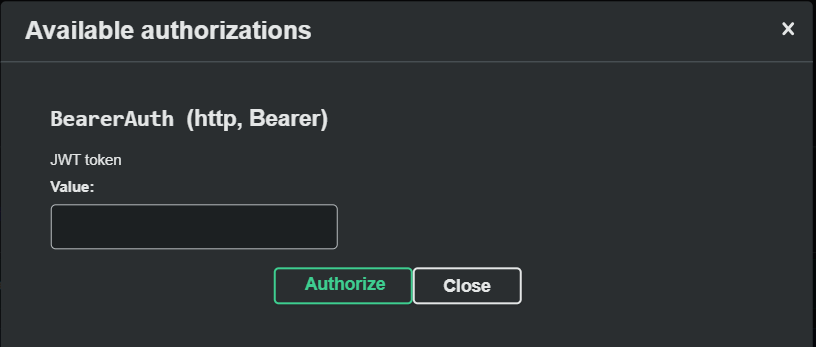 Available authorizations
×
BearerAuth (http, Bearer)
JWT token
Value:
Authorize Close